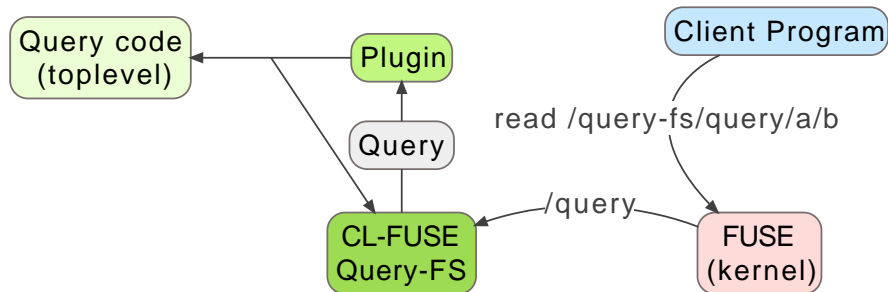 Query code
(toplevel)
Plugin
Client Program
read /query-fs/query/a/b
Query
/query
CL-FUSE
Query-FS
FUSE
(kernel)